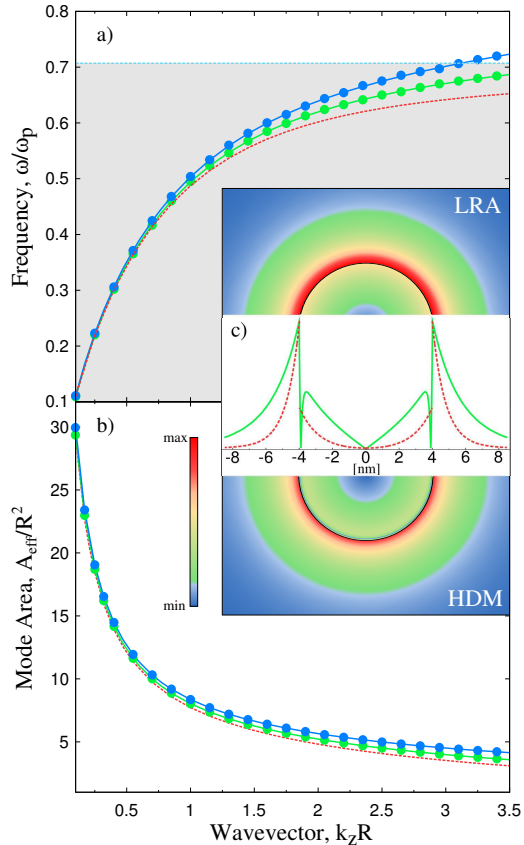 a)
0.8
0.7
0.6
0.5
0.4
0.3
0.2
0.1
Frequency, ω/ωp
LRA
c)
-8 -6 -4 -2 0 2 4 6 8
[nm]
HDM
b)
max
min
30
25
20
15
10
5
Mode Area, Aeff/R²
0.5 1 1.5 2 2.5 3 3.5
Wavevector, kzR